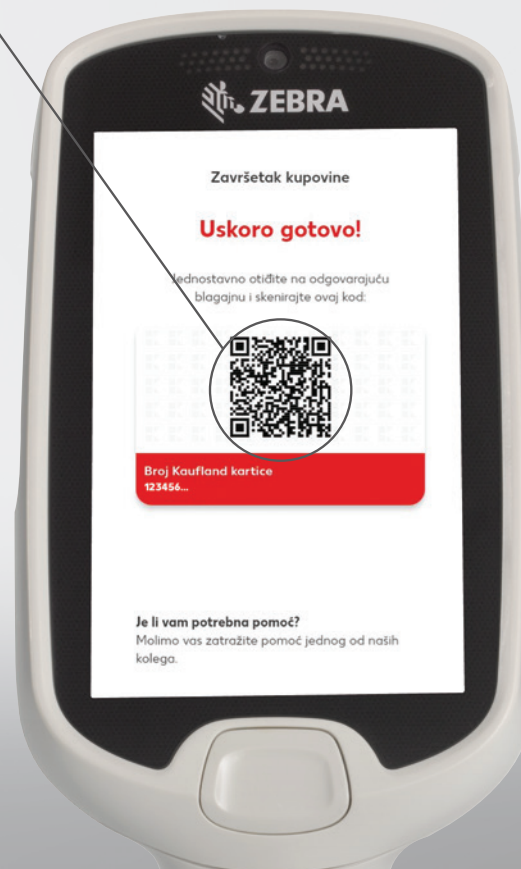 ZEBRA
Završetak kupovine
Uskoro gotovo!
Jednostavno otiđite na odgovarajuću
blagajnu i skenirajte ovaj kod:
Broj Kaufland kartice
123456...
Je li vam potrebna pomoć?
Molimo vas zatražite pomoć jednog od naših
kolega.